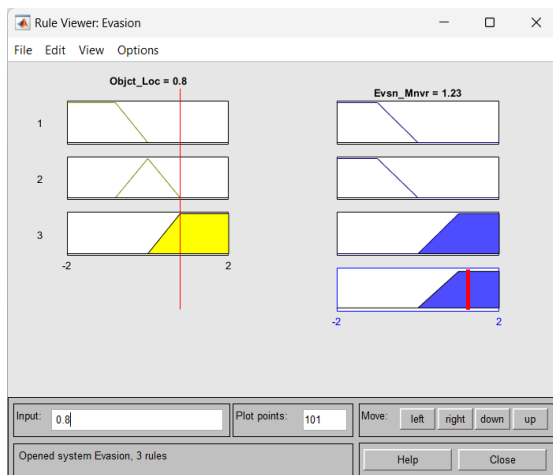 Rule Viewer: Evasion
File Edit View Options
Objct_Loc = 0.8
Evsn_Mnvr = 1.23
1
2
3
-2 2
-2 2
Input: 0.8 Plot points: 101 Move: left right down up
Opened system Evasion, 3 rules Help Close